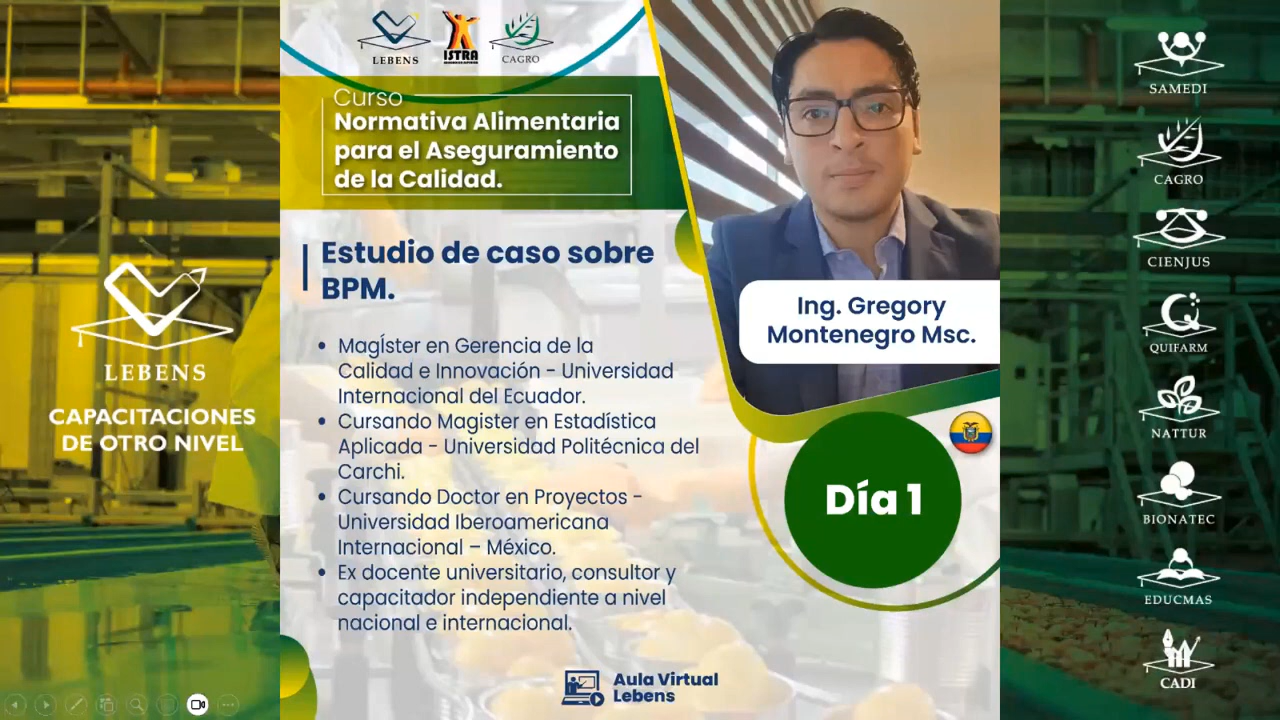 LEBENS
CAPACITACIONES
DE OTRO NIVEL
LEBENS
ISTRA
CAGRO
Curso
Normativa Alimentaria
para el Aseguramiento
de la Calidad.
Estudio de caso sobre
BPM.
• MagÍster en Gerencia de la
Calidad e Innovación - Universidad
Internacional del Ecuador.
• Cursando Magister en Estadística
Aplicada - Universidad Politécnica del
Carchi.
• Cursando Doctor en Proyectos -
Universidad Iberoamericana
Internacional – México.
• Ex docente universitario, consultor y
capacitador independiente a nivel
nacional e internacional.
Ing. Gregory
Montenegro Msc.
Día 1
Aula Virtual
Lebens
SAMEDI
CAGRO
CIENJUS
QUIFARM
NATTUR
BIONATEC
EDUCMAS
CADI